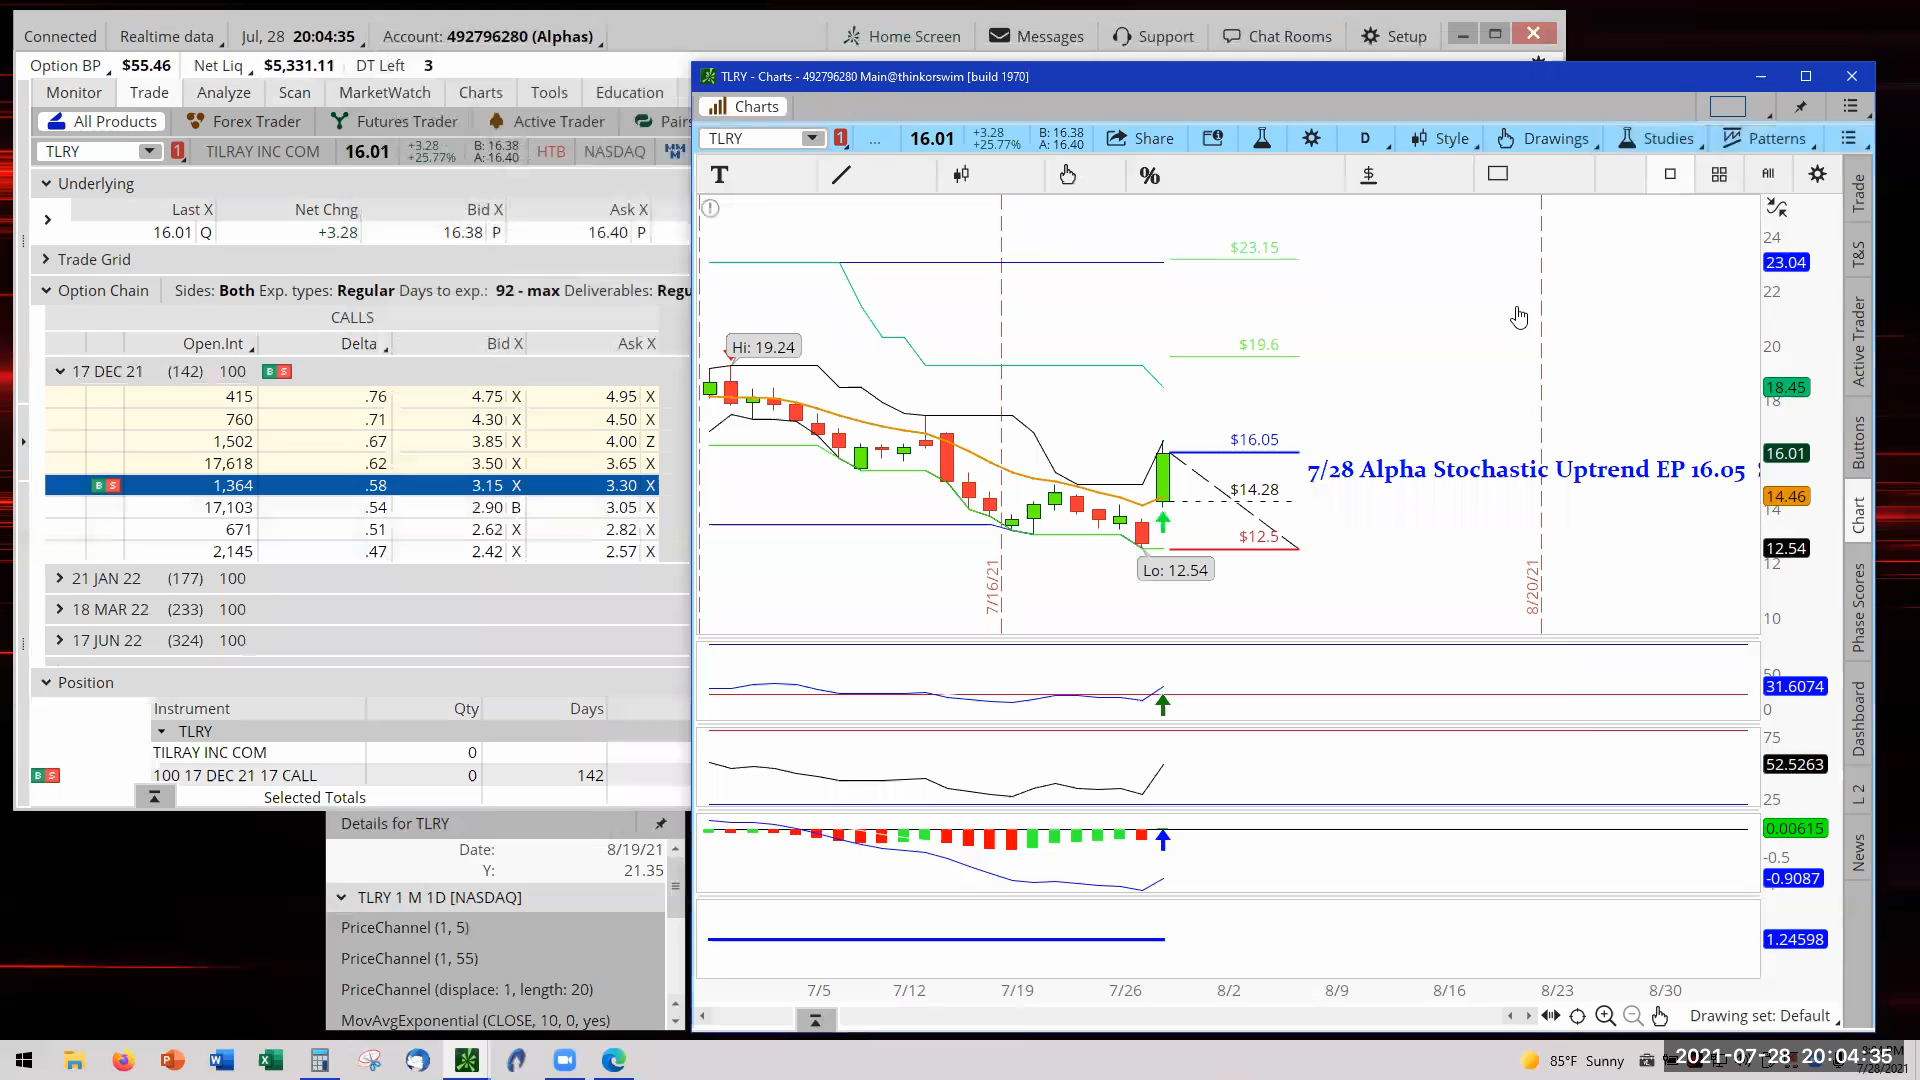 Connected Realtime data Jul, 28 20:04:35 Account: 492796280 (Alphas) Home Screen Messages Support Chat Rooms Setup
Option BP $55.46 Net Liq $5,331.11 DT Left 3
Monitor Trade Analyze Scan MarketWatch Charts Tools Education
All Products Forex Trader Futures Trader Active Trader Pairs
TLRY 1 TILRAY INC COM 16.01 +3.28 +25.77% B: 16.38 A: 16.40 HTB NASDAQ
Underlying
Last X Net Chng Bid X Ask X
16.01 Q +3.28 16.38 P 16.40 P
Trade Grid
Option Chain Sides: Both Exp. types: Regular Days to exp.: 92 - max Deliverables: Regu
CALLS
Open.Int Delta Bid X Ask X
17 DEC 21 (142) 100 B S
415 .76 4.75 X 4.95 X
760 .71 4.30 X 4.50 X
1,502 .67 3.85 X 4.00 Z
17,618 .62 3.50 X 3.65 X
B S 1,364 .58 3.15 X 3.30 X
17,103 .54 2.90 B 3.05 X
671 .51 2.62 X 2.82 X
2,145 .47 2.42 X 2.57 X
21 JAN 22 (177) 100
18 MAR 22 (233) 100
17 JUN 22 (324) 100
Position
Instrument Qty Days
TLRY
TILRAY INC COM 0
B S 100 17 DEC 21 17 CALL 0 142
Selected Totals
Details for TLRY
Date: 8/19/21
Y: 21.35
TLRY 1 M 1D [NASDAQ]
PriceChannel (1, 5)
PriceChannel (1, 55)
PriceChannel (displace: 1, length: 20)
MovAvgExponential (CLOSE, 10, 0, yes)
TLRY - Charts - 492796280 Main@thinkorswim [build 1970]
Charts
TLRY 1 ... 16.01 +3.28 +25.77% B: 16.38 A: 16.40 Share D Style Drawings Studies Patterns
T % $ All
$23.15
$19.6
Hi: 19.24
$16.05
7/28 Alpha Stochastic Uptrend EP 16.05
$14.28
$12.5
Lo: 12.54
7/16/21
8/20/21
24
23.04
22
20
18.45
18
16.01
14.46
14
12.54
12
10
50
31.6074
0
75
52.5263
25
0.00615
-0.5
-0.9087
1.24598
7/5 7/12 7/19 7/26 8/2 8/9 8/16 8/23 8/30
Drawing set: Default
Trade
T&S
Active Trader
Buttons
Chart
Phase Scores
Dashboard
L 2
News
85°F Sunny
2021-07-28 20:04:35
7/28/2021